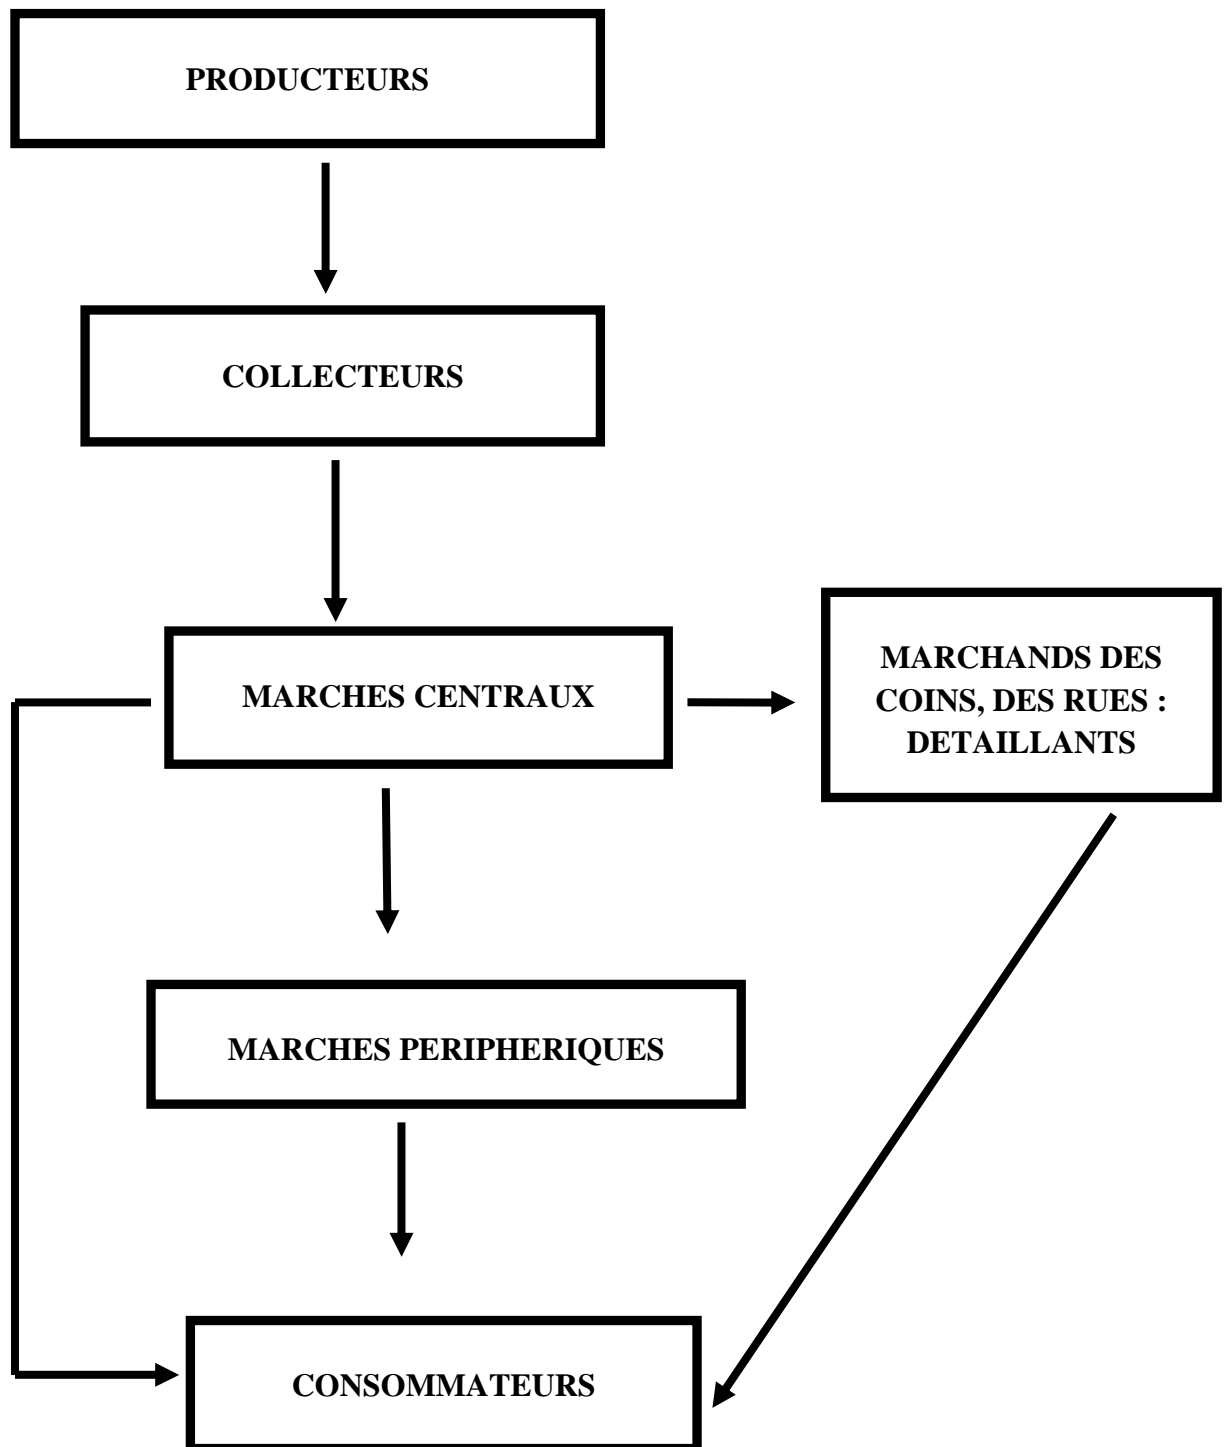 PRODUCTEURS
COLLECTEURS
MARCHES CENTRAUX
MARCHANDS DES
COINS, DES RUES :
DETAILLANTS
MARCHES PERIPHERIQUES
CONSOMMATEURS